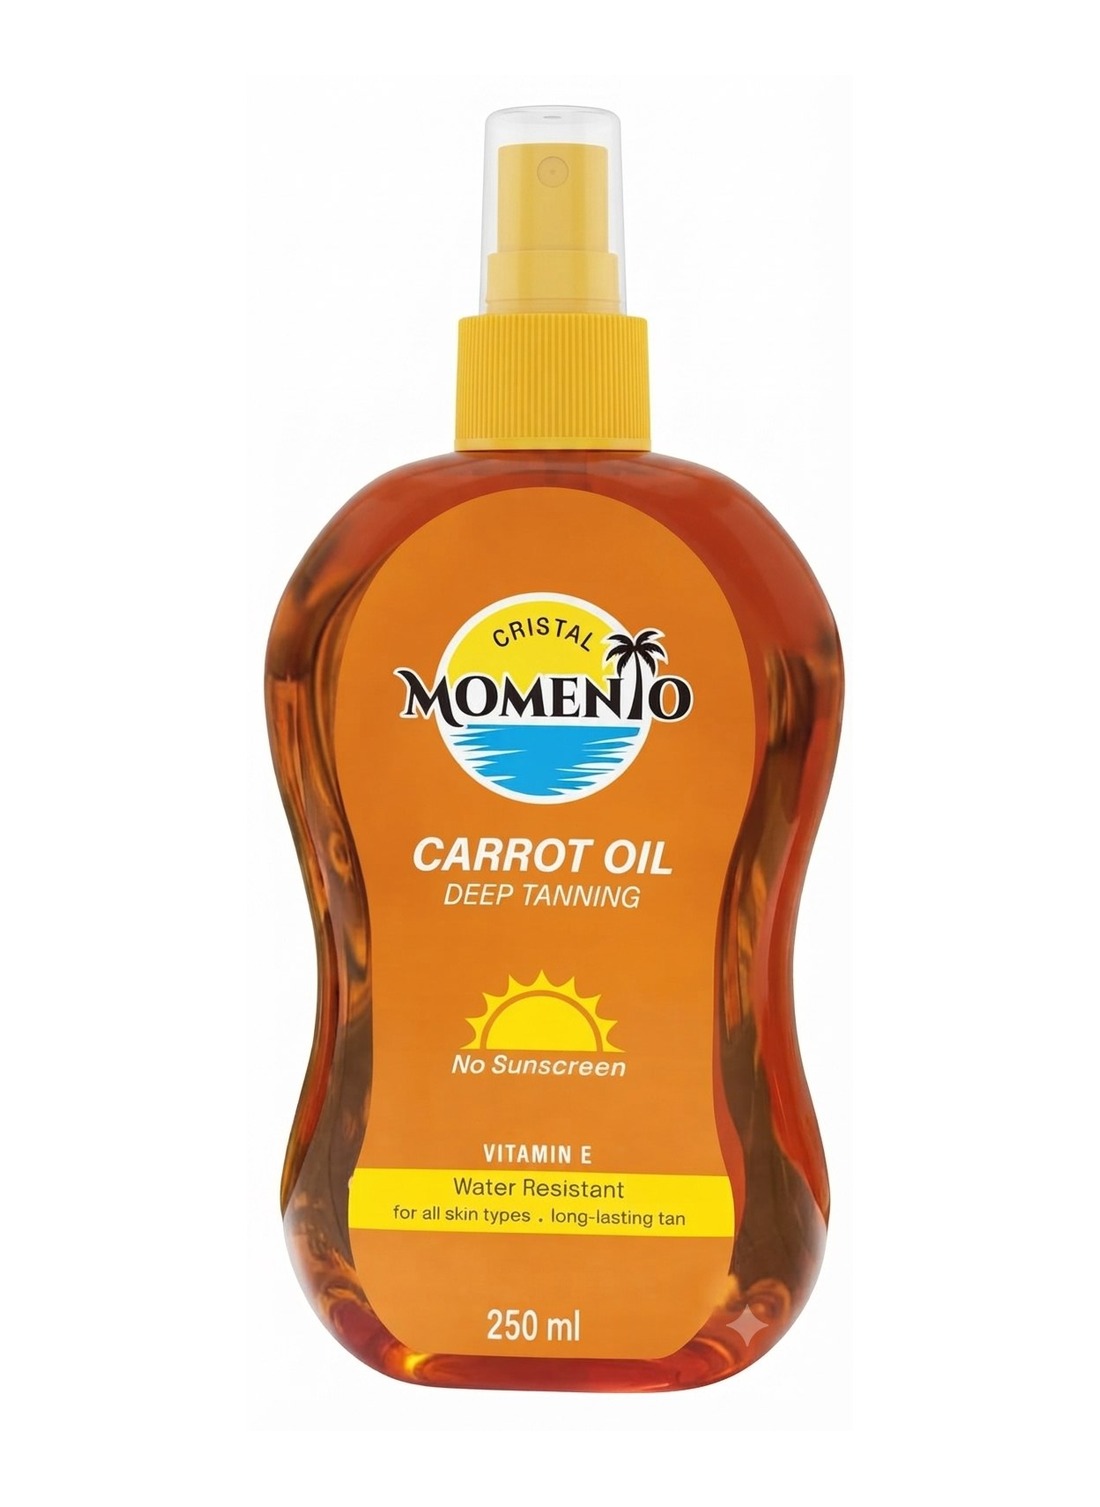 CRISTAL
MOMENTO
CARROT OIL
DEEP TANNING
No Sunscreen
VITAMIN E
Water Resistant
for all skin types . long-lasting tan
250 ml